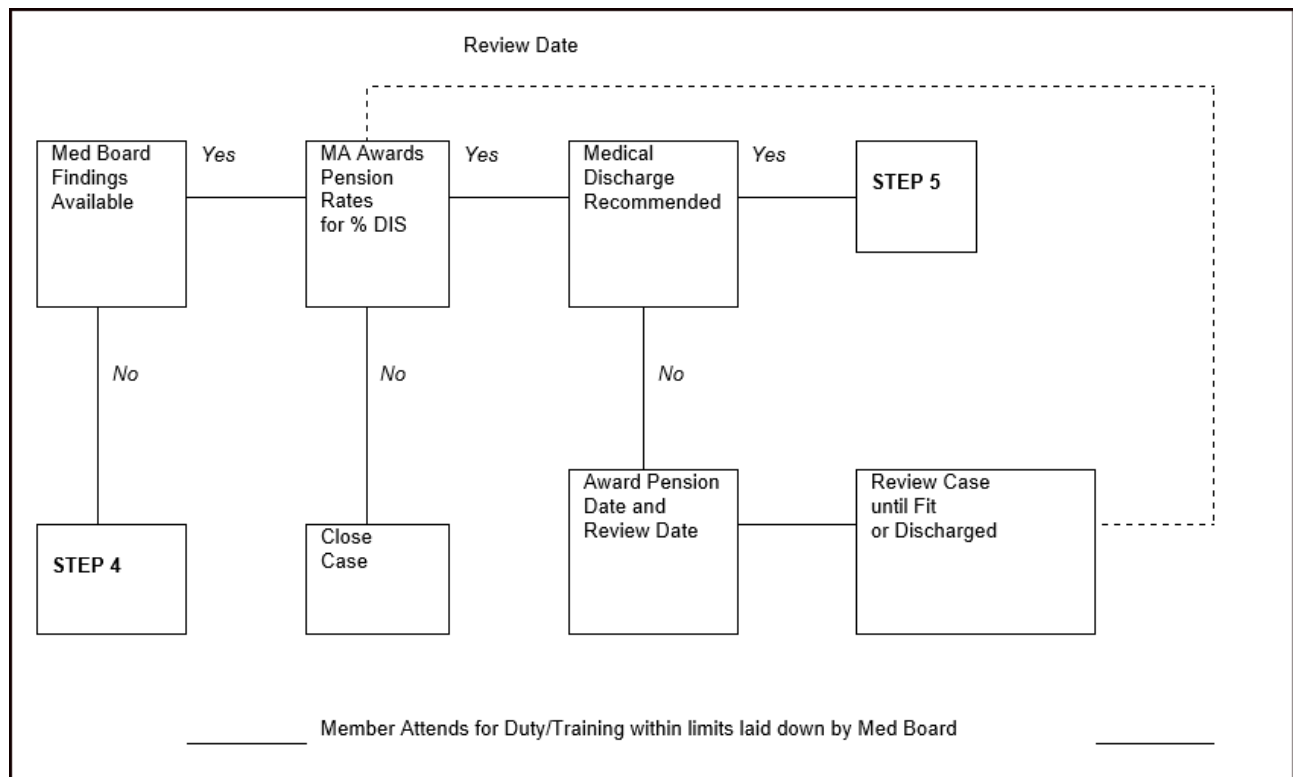 Review Date
Med Board
Findings
Available
Yes
MA Awards
Pension
Rates
for % DIS
Yes
Medical
Discharge
Recommended
Yes
STEP 5
No
No
No
STEP 4
Close
Case
Award Pension
Date and
Review Date
Review Case
until Fit
or Discharged
Member Attends for Duty/Training within limits laid down by Med Board